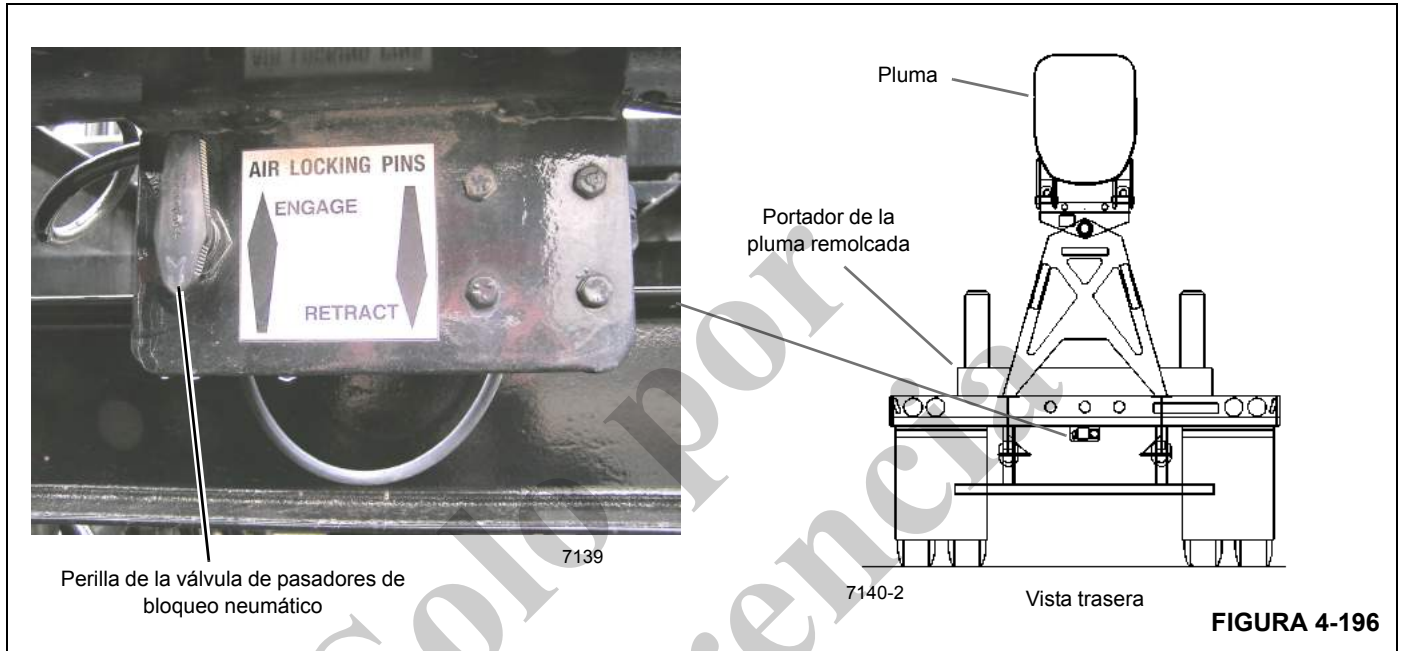 AIR LOCKING PINS
ENGAGE
RETRACT
7139
Perilla de la válvula de pasadores de
bloqueo neumático
Pluma
Portador de la
pluma remolcada
7140-2
Vista trasera
FIGURA 4-196
Solo por